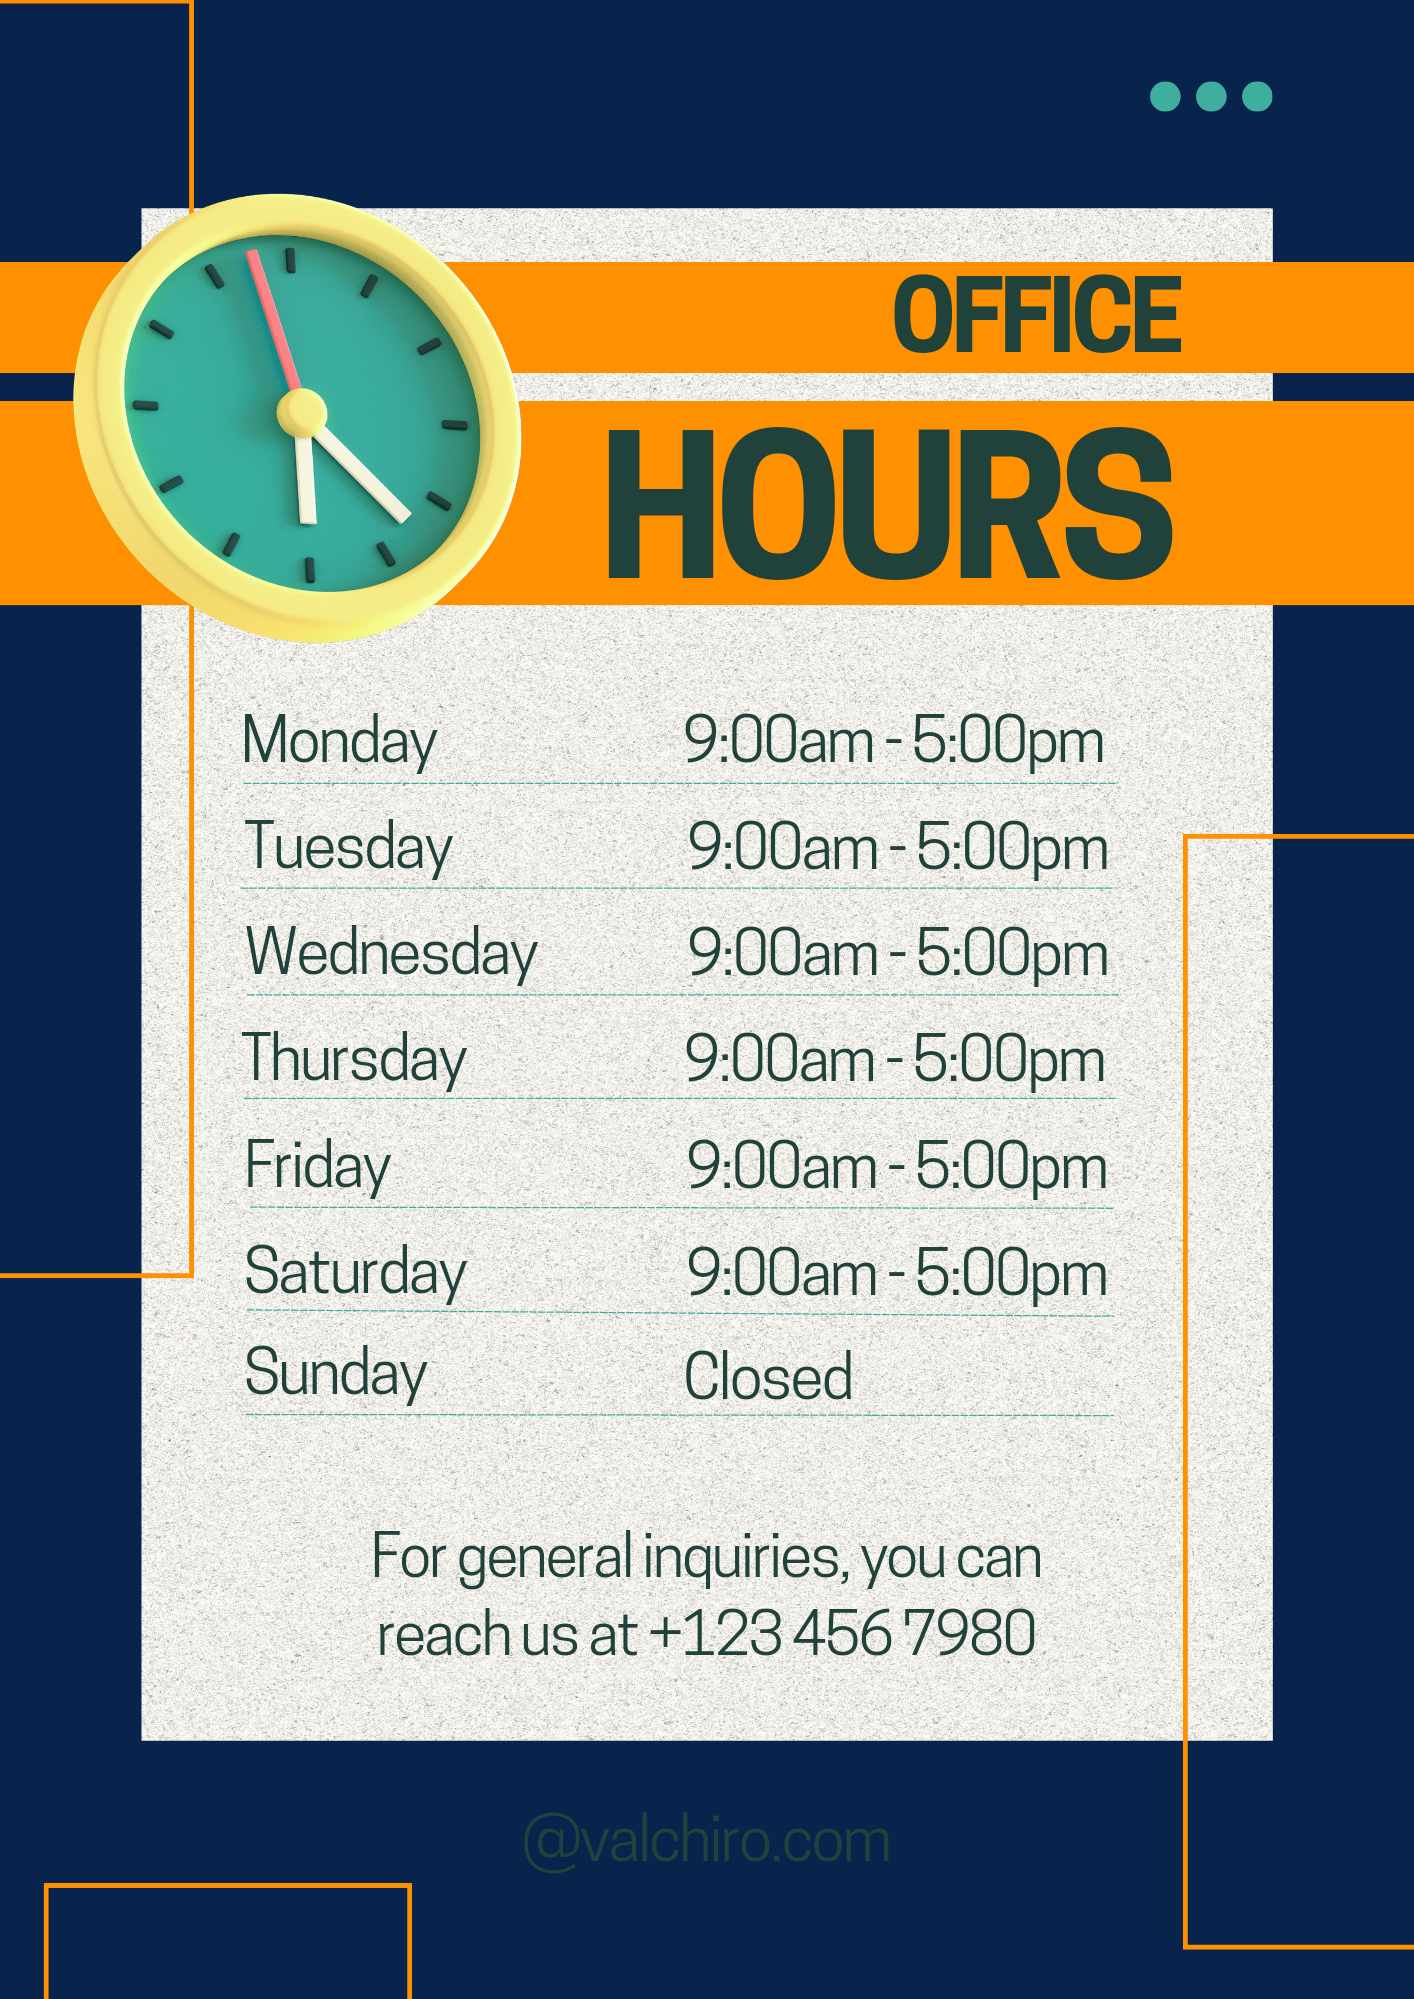 OFFICE
HOURS
Monday 9:00am - 5:00pm
Tuesday 9:00am - 5:00pm
Wednesday 9:00am - 5:00pm
Thursday 9:00am - 5:00pm
Friday 9:00am - 5:00pm
Saturday 9:00am - 5:00pm
Sunday Closed
For general inquiries, you can
reach us at +123 456 7980
@valchiro.com